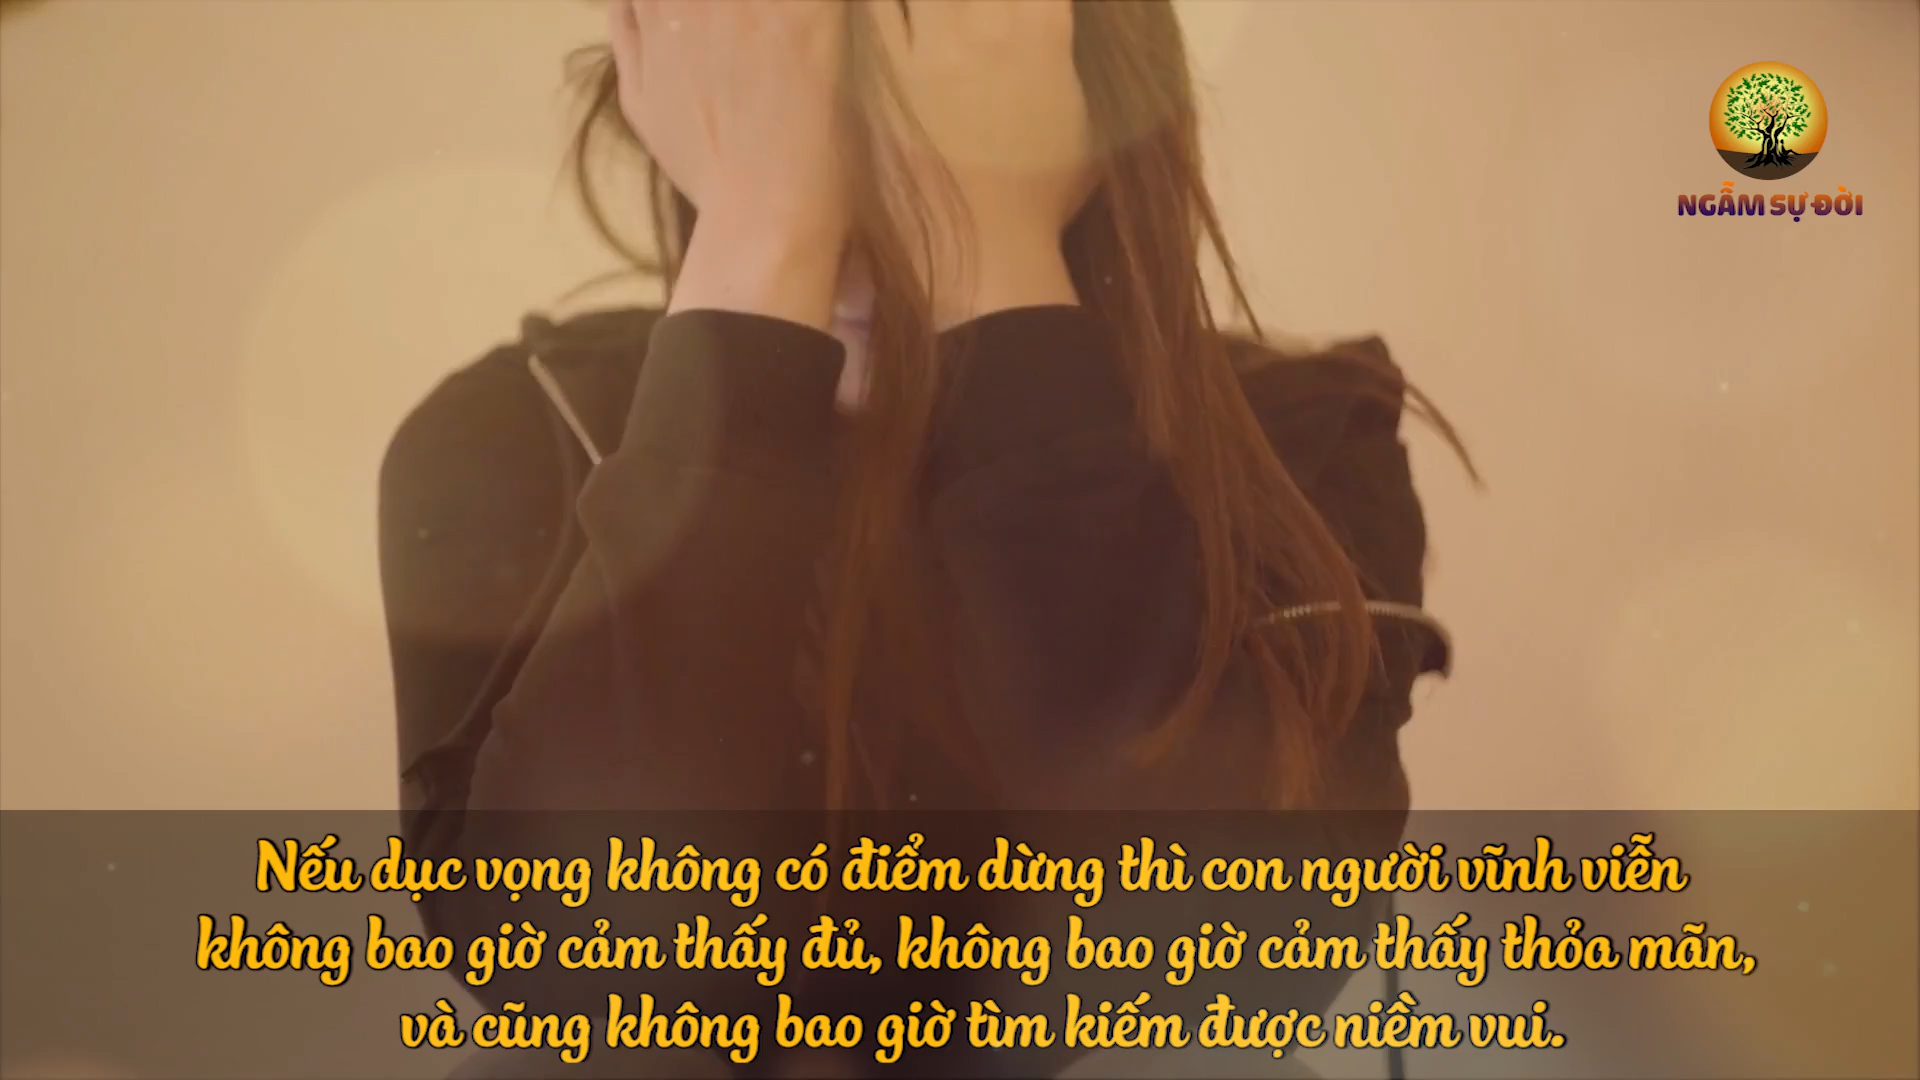 NGẪM SỰ ĐỜI
Nếu dục vọng không có điểm dừng thì con người vĩnh viễn
không bao giờ cảm thấy đủ, không bao giờ cảm thấy thỏa mãn,
và cũng không bao giờ tìm kiếm được niềm vui.